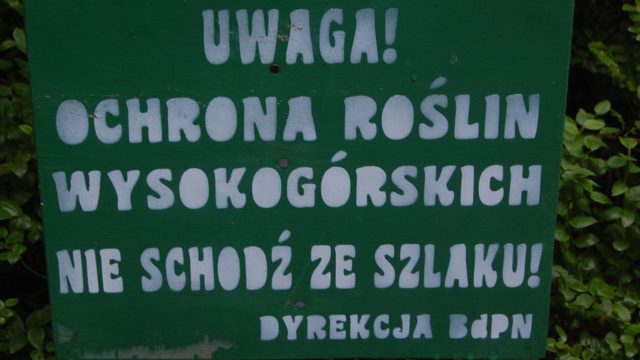 UWAGA!
OCHRONA ROŚLIN
WYSOKOGÓRSKICH
NIE SCHODŹ ZE SZLAKU!
DYREKCJA BdPN